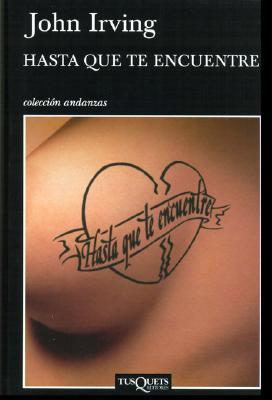 John Irving
HASTA QUE TE ENCUENTRE
colección andanzas
Hasta que te encuentre
TUSQUETS
EDITORES